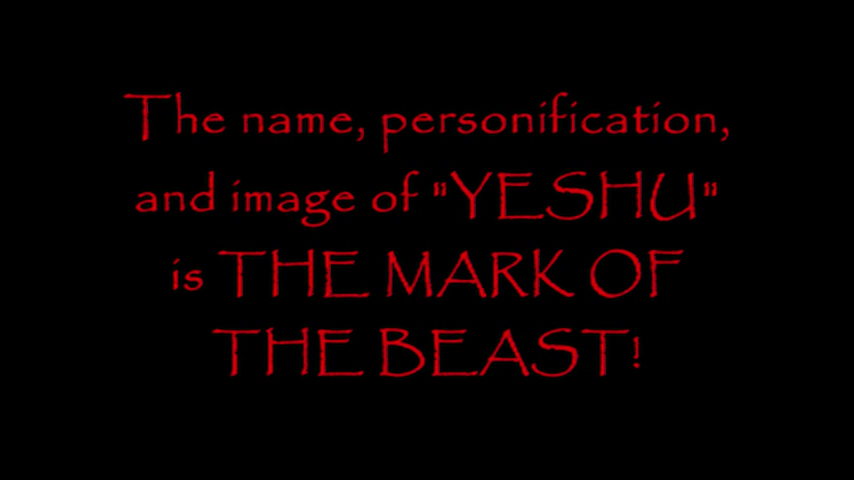 The name, personification,
and image of "YESHU"
is THE MARK OF
THE BEAST!